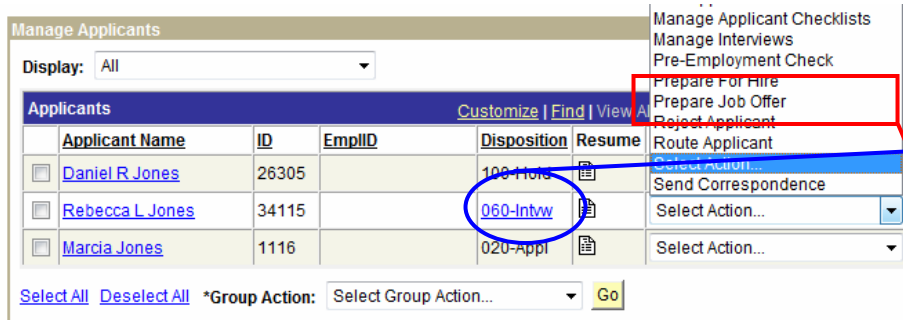 Manage Applicant Checklists
Manage Applicants
Manage Interviews
Pre-Employment Check
Display: All
Prepare For Hire
Prepare Job Offer
Applicants Customize | Find | View Al
Reject Applicant
Applicant Name ID EmplID Disposition Resume
Route Applicant
Select Action...
Daniel R Jones 26305 100-Hold
Send Correspondence
Rebecca L Jones 34115 060-Intvw Select Action...
Marcia Jones 1116 020-Appl Select Action...
Select All Deselect All *Group Action: Select Group Action... Go